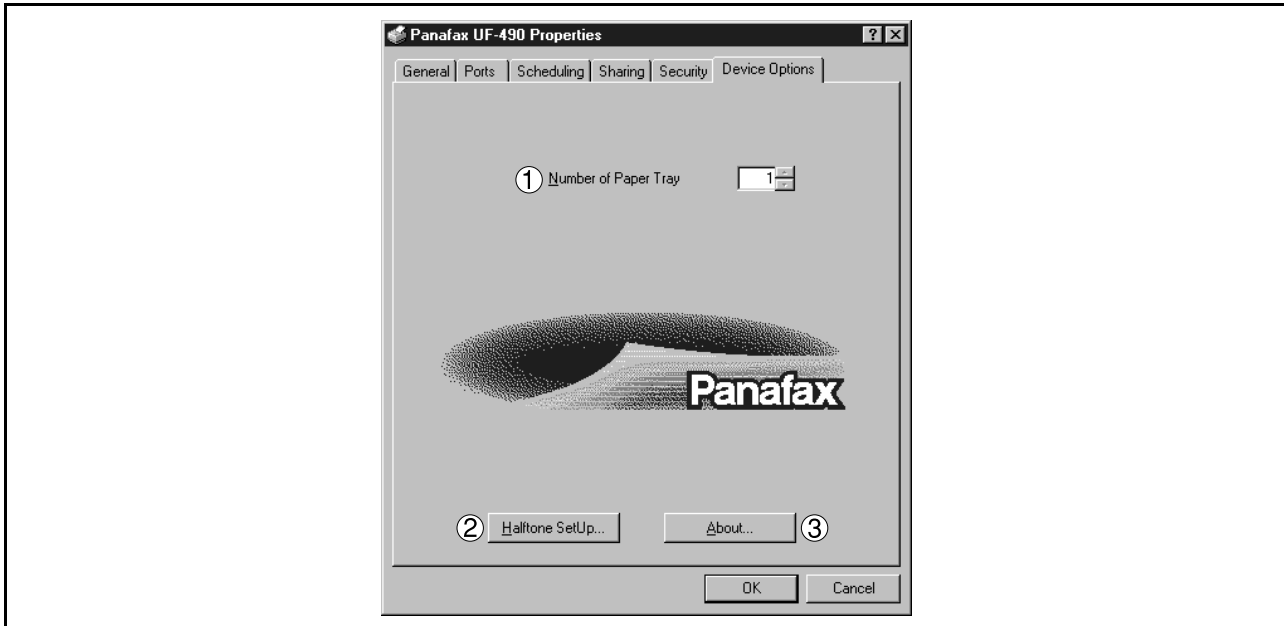 Panafax UF-490 Properties
General Ports Scheduling Sharing Security Device Options
1 Number of Paper Tray 1
Panafax
2 Halftone SetUp... About... 3
OK Cancel